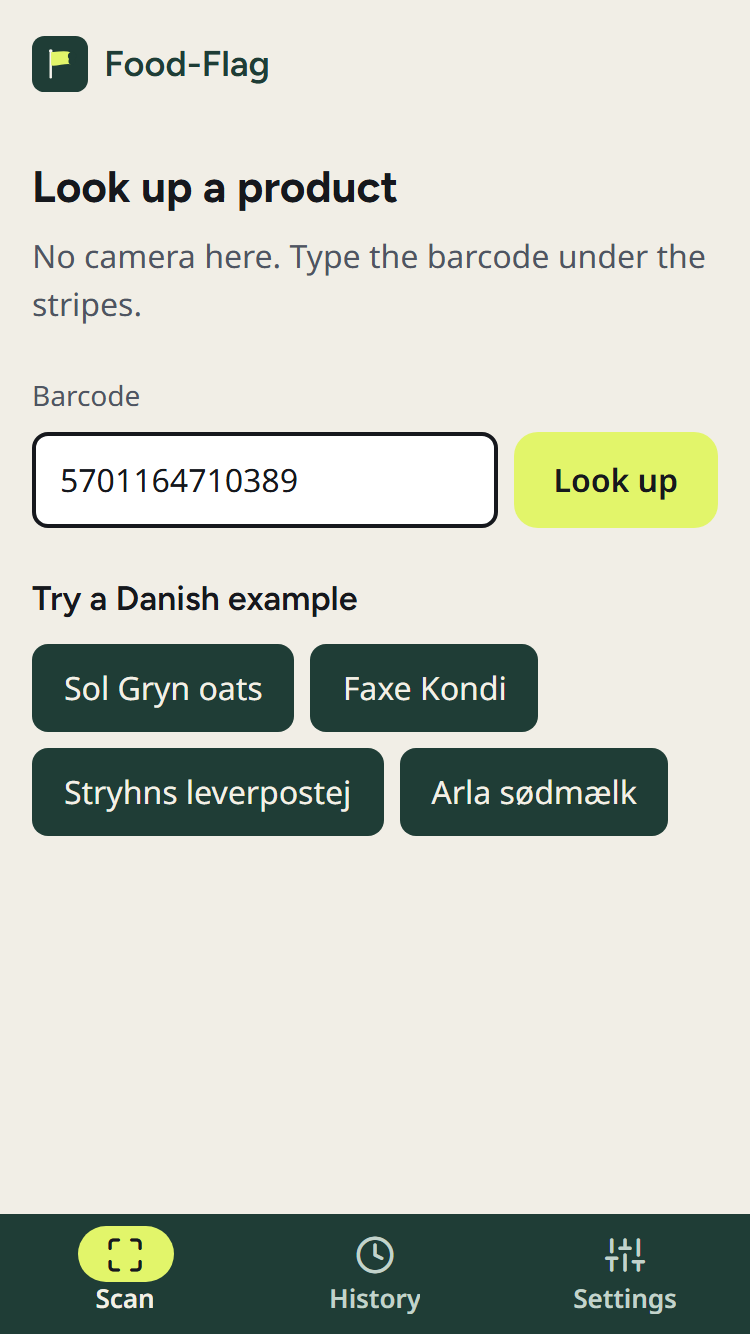 Food-Flag
Look up a product
No camera here. Type the barcode under the
stripes.
Barcode
5701164710389
Look up
Try a Danish example
Sol Gryn oats
Faxe Kondi
Stryhns leverpostej
Arla sødmælk
Scan
History
Settings